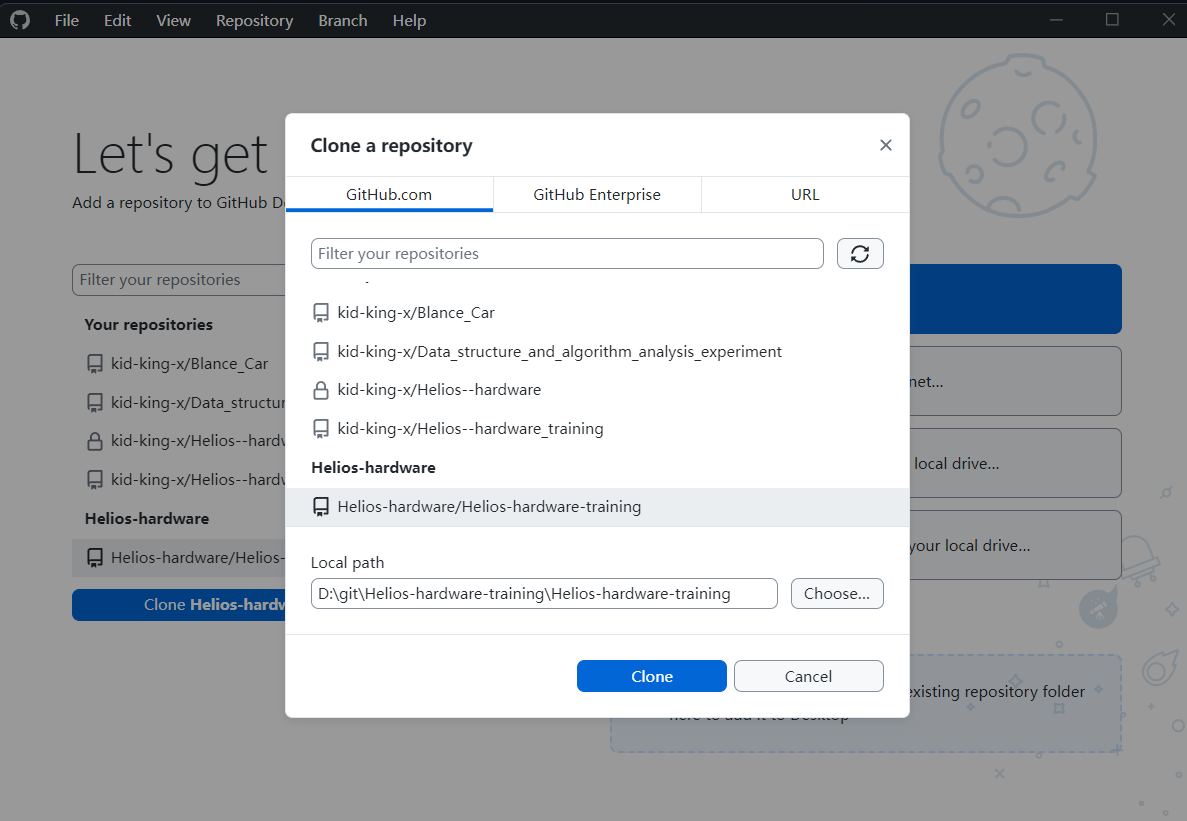 File Edit View Repository Branch Help
Let's get
Add a repository to GitHub
Filter your repositories
Your repositories
kid-king-x/Blance_Car
kid-king-x/Data_structur
kid-king-x/Helios--hardw
kid-king-x/Helios--hardw
Helios-hardware
Helios-hardware/Helios-
Clone Helios-hardw
Clone a repository
GitHub.com GitHub Enterprise URL
Filter your repositories
kid-king-x/Blance_Car
kid-king-x/Data_structure_and_algorithm_analysis_experiment
kid-king-x/Helios--hardware
kid-king-x/Helios--hardware_training
Helios-hardware
Helios-hardware/Helios-hardware-training
Local path
D:\git\Helios-hardware-training\Helios-hardware-training
Choose...
Clone Cancel
net...
local drive...
your local drive...
existing repository folder
here to add it to Desktop